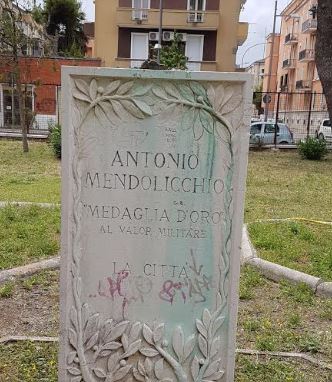 ANTONIO
MENDOLICCHIO
"MEDAGLIA D'ORO"
AL VALOR MILITARE
LA CITTÀ